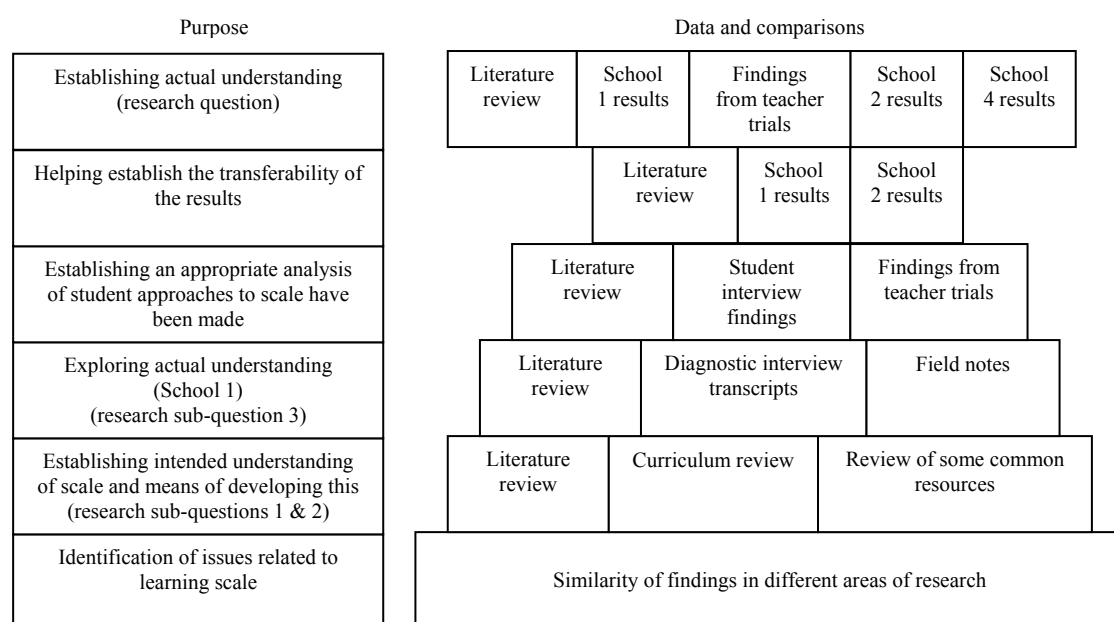 Purpose
Data and comparisons
Establishing actual understanding
(research question)
Literature
review
School
1 results
Findings
from teacher
trials
School
2 results
School
4 results
Helping establish the transferability of
the results
Literature
review
School
1 results
School
2 results
Establishing an appropriate analysis
of student approaches to scale have
been made
Literature
review
Student
interview
findings
Findings from
teacher trials
Exploring actual understanding
(School 1)
(research sub-question 3)
Literature
review
Diagnostic interview
transcripts
Field notes
Establishing intended understanding
of scale and means of developing this
(research sub-questions 1 & 2)
Literature
review
Curriculum review
Review of some common
resources
Identification of issues related to
learning scale
Similarity of findings in different areas of research